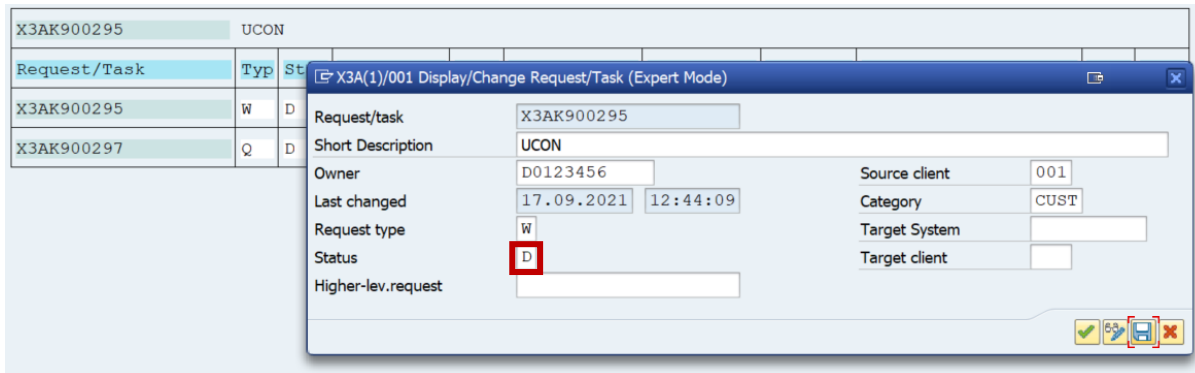 X3AK900295 UCON
Request/Task Typ St
X3AK900295 W D
X3AK900297 Q D
X3A(1)/001 Display/Change Request/Task (Expert Mode)
Request/task X3AK900295
Short Description UCON
Owner D0123456 Source client 001
Last changed 17.09.2021 12:44:09 Category CUST
Request type W Target System
Status D Target client
Higher-lev.request